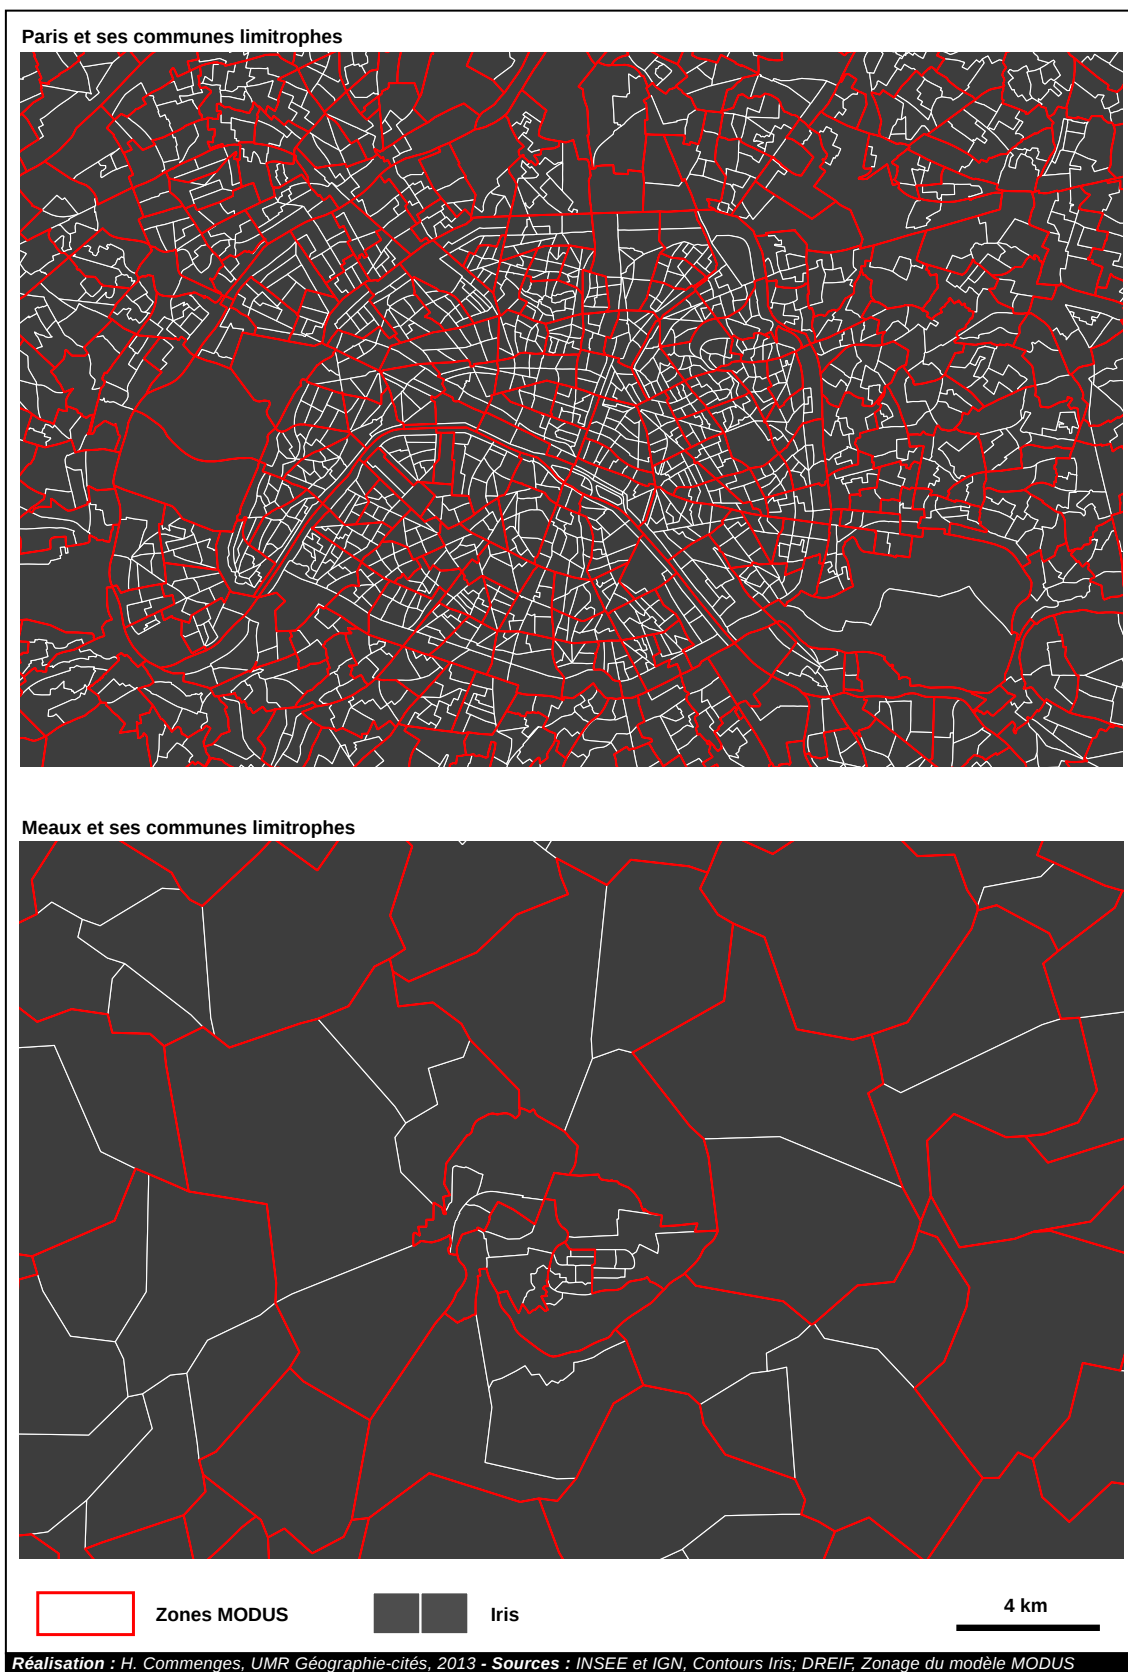 Paris et ses communes limitrophes
Meaux et ses communes limitrophes
Zones MODUS
Iris
4 km
Réalisation : H. Commenges, UMR Géographie-cités, 2013 - Sources : INSEE et IGN, Contours Iris; DREIF, Zonage du modèle MODUS